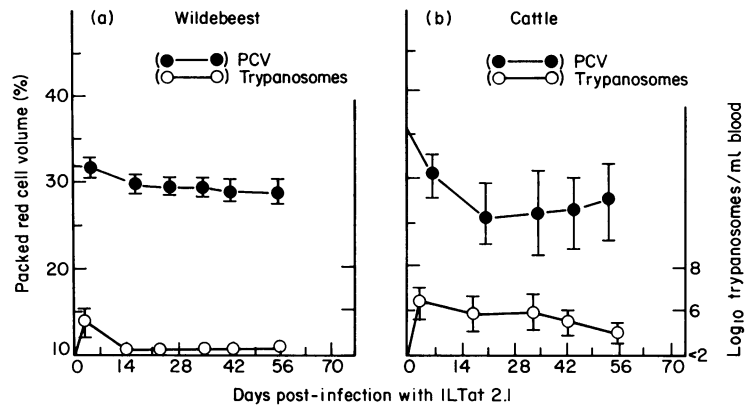 (a) Wildebeest
(●—●) PCV
(○—○) Trypanosomes
(b) Cattle
(●—●) PCV
(○—○) Trypanosomes
Packed red cell volume (%)
40
30
20
10
8
6
<2
Log10 trypanosomes/ml blood
0 14 28 42 56 70
0 14 28 42 56 70
Days post-infection with ILTat 2.1